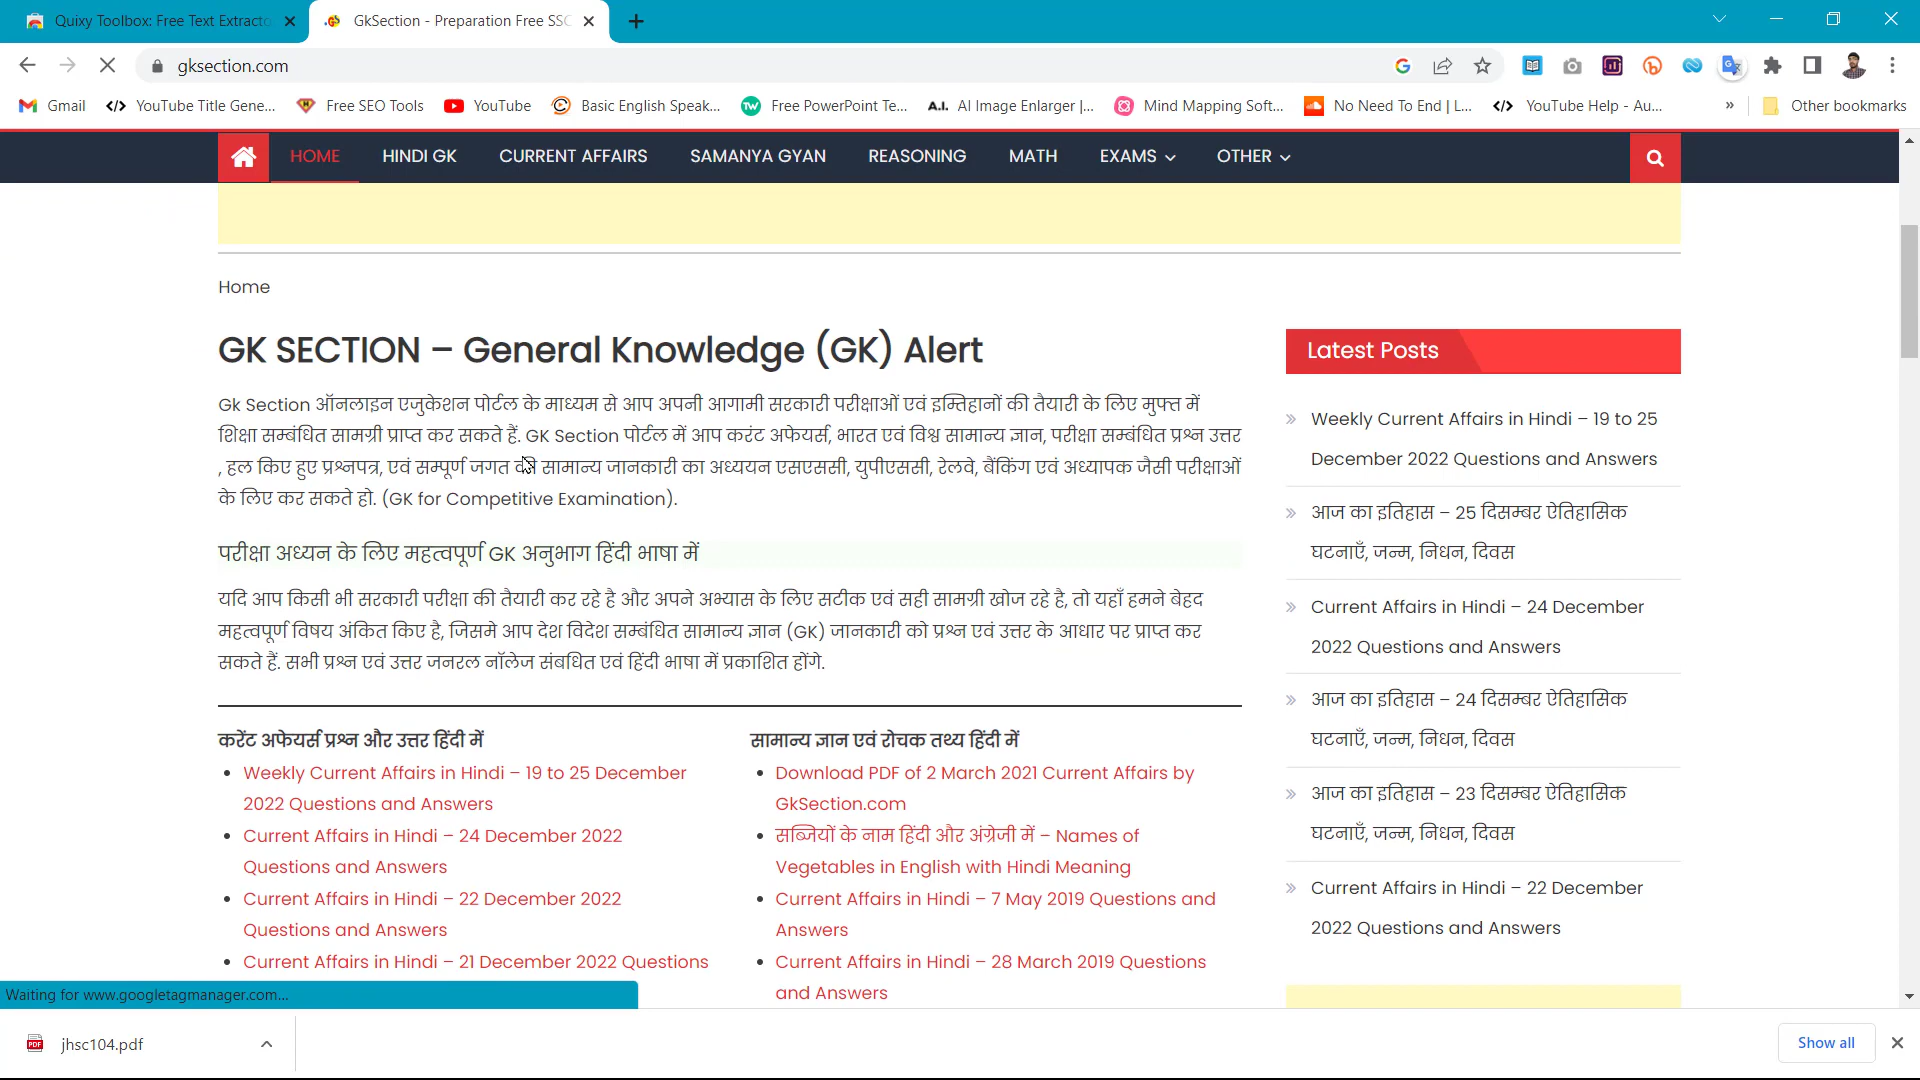 Quixy Toolbox: Free Text Extracto
GkSection - Preparation Free SSC
gksection.com
Gmail
YouTube Title Gene...
Free SEO Tools
YouTube
Basic English Speak...
Free PowerPoint Te...
AI Image Enlarger |...
Mind Mapping Soft...
No Need To End | L...
YouTube Help - Au...
»
Other bookmarks
HOME
HINDI GK
CURRENT AFFAIRS
SAMANYA GYAN
REASONING
MATH
EXAMS
OTHER
Home
GK SECTION – General Knowledge (GK) Alert
Gk Section ऑनलाइन एजुकेशन पोर्टल के माध्यम से आप अपनी आगामी सरकारी परीक्षाओं एवं इम्तिहानों की तैयारी के लिए मुफ्त में
शिक्षा सम्बंधित सामग्री प्राप्त कर सकते हैं. GK Section पोर्टल में आप करंट अफेयर्स, भारत एवं विश्व सामान्य ज्ञान, परीक्षा सम्बंधित प्रश्न उत्तर
, हल किए हुए प्रश्नपत्र, एवं सम्पूर्ण जगत की सामान्य जानकारी का अध्ययन एसएससी, यूपीएससी, रेलवे, बैंकिंग एवं अध्यापक जैसी परीक्षाओं
के लिए कर सकते हो. (GK for Competitive Examination).
परीक्षा अध्यन के लिए महत्वपूर्ण GK अनुभाग हिंदी भाषा में
यदि आप किसी भी सरकारी परीक्षा की तैयारी कर रहे है और अपने अभ्यास के लिए सटीक एवं सही सामग्री खोज रहे है, तो यहाँ हमने बेहद
महत्वपूर्ण विषय अंकित किए है, जिसमे आप देश विदेश सम्बंधित सामान्य ज्ञान (GK) जानकारी को प्रश्न एवं उत्तर के आधार पर प्राप्त कर
सकते हैं. सभी प्रश्न एवं उत्तर जनरल नॉलेज संबधित एवं हिंदी भाषा में प्रकाशित होंगे.
करेंट अफेयर्स प्रश्न और उत्तर हिंदी में
Weekly Current Affairs in Hindi – 19 to 25 December
2022 Questions and Answers
Current Affairs in Hindi – 24 December 2022
Questions and Answers
Current Affairs in Hindi – 22 December 2022
Questions and Answers
Current Affairs in Hindi – 21 December 2022 Questions
सामान्य ज्ञान एवं रोचक तथ्य हिंदी में
Download PDF of 2 March 2021 Current Affairs by
GkSection.com
सब्जियों के नाम हिंदी और अंग्रेजी में – Names of
Vegetables in English with Hindi Meaning
Current Affairs in Hindi – 7 May 2019 Questions and
Answers
Current Affairs in Hindi – 28 March 2019 Questions
and Answers
Latest Posts
Weekly Current Affairs in Hindi – 19 to 25
December 2022 Questions and Answers
आज का इतिहास – 25 दिसम्बर ऐतिहासिक
घटनाएँ, जन्म, निधन, दिवस
Current Affairs in Hindi – 24 December
2022 Questions and Answers
आज का इतिहास – 24 दिसम्बर ऐतिहासिक
घटनाएँ, जन्म, निधन, दिवस
आज का इतिहास – 23 दिसम्बर ऐतिहासिक
घटनाएँ, जन्म, निधन, दिवस
Current Affairs in Hindi – 22 December
2022 Questions and Answers
Waiting for www.googletagmanager.com...
jhsc104.pdf
Show all